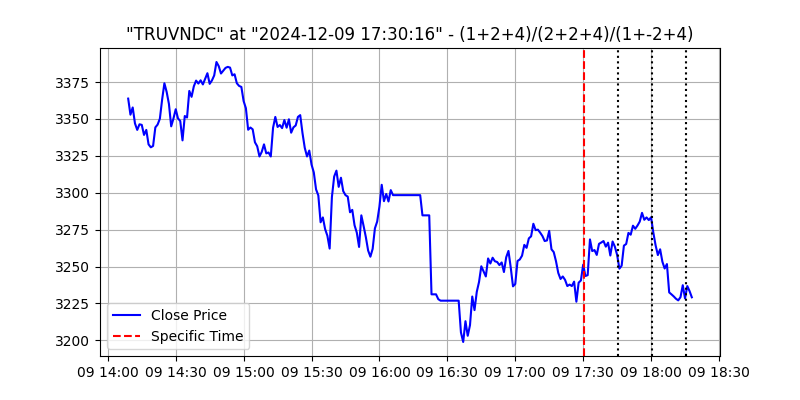 "TRUVNDC" at "2024-12-09 17:30:16" - (1+2+4)/(2+2+4)/(1+-2+4)
3375
3350
3325
3300
3275
3250
3225
3200
Close Price
Specific Time
09 14:00 09 14:30 09 15:00 09 15:30 09 16:00 09 16:30 09 17:00 09 17:30 09 18:00 09 18:30